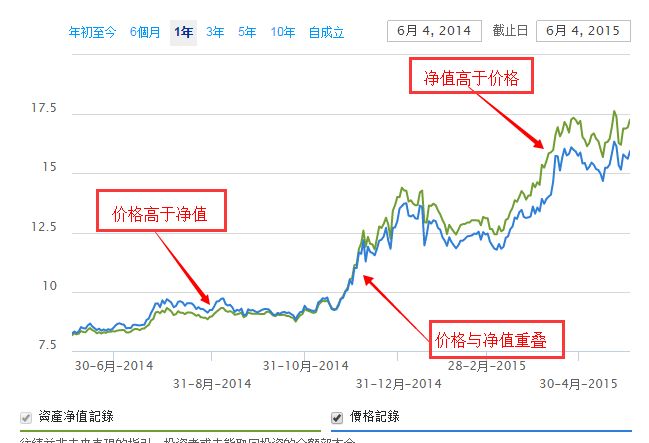 年初至今 6個月 1年 3年 5年 10年 自成立 6月 4, 2014 截止日 6月 4, 2015
净值高于价格
17.5
15
价格高于净值
12.5
10
价格与净值重叠
7.5
30-6月-2014 31-10月-2014 28-2月-2015
31-8月-2014 31-12月-2014 30-4月-2015
資產净值記錄 價格記錄